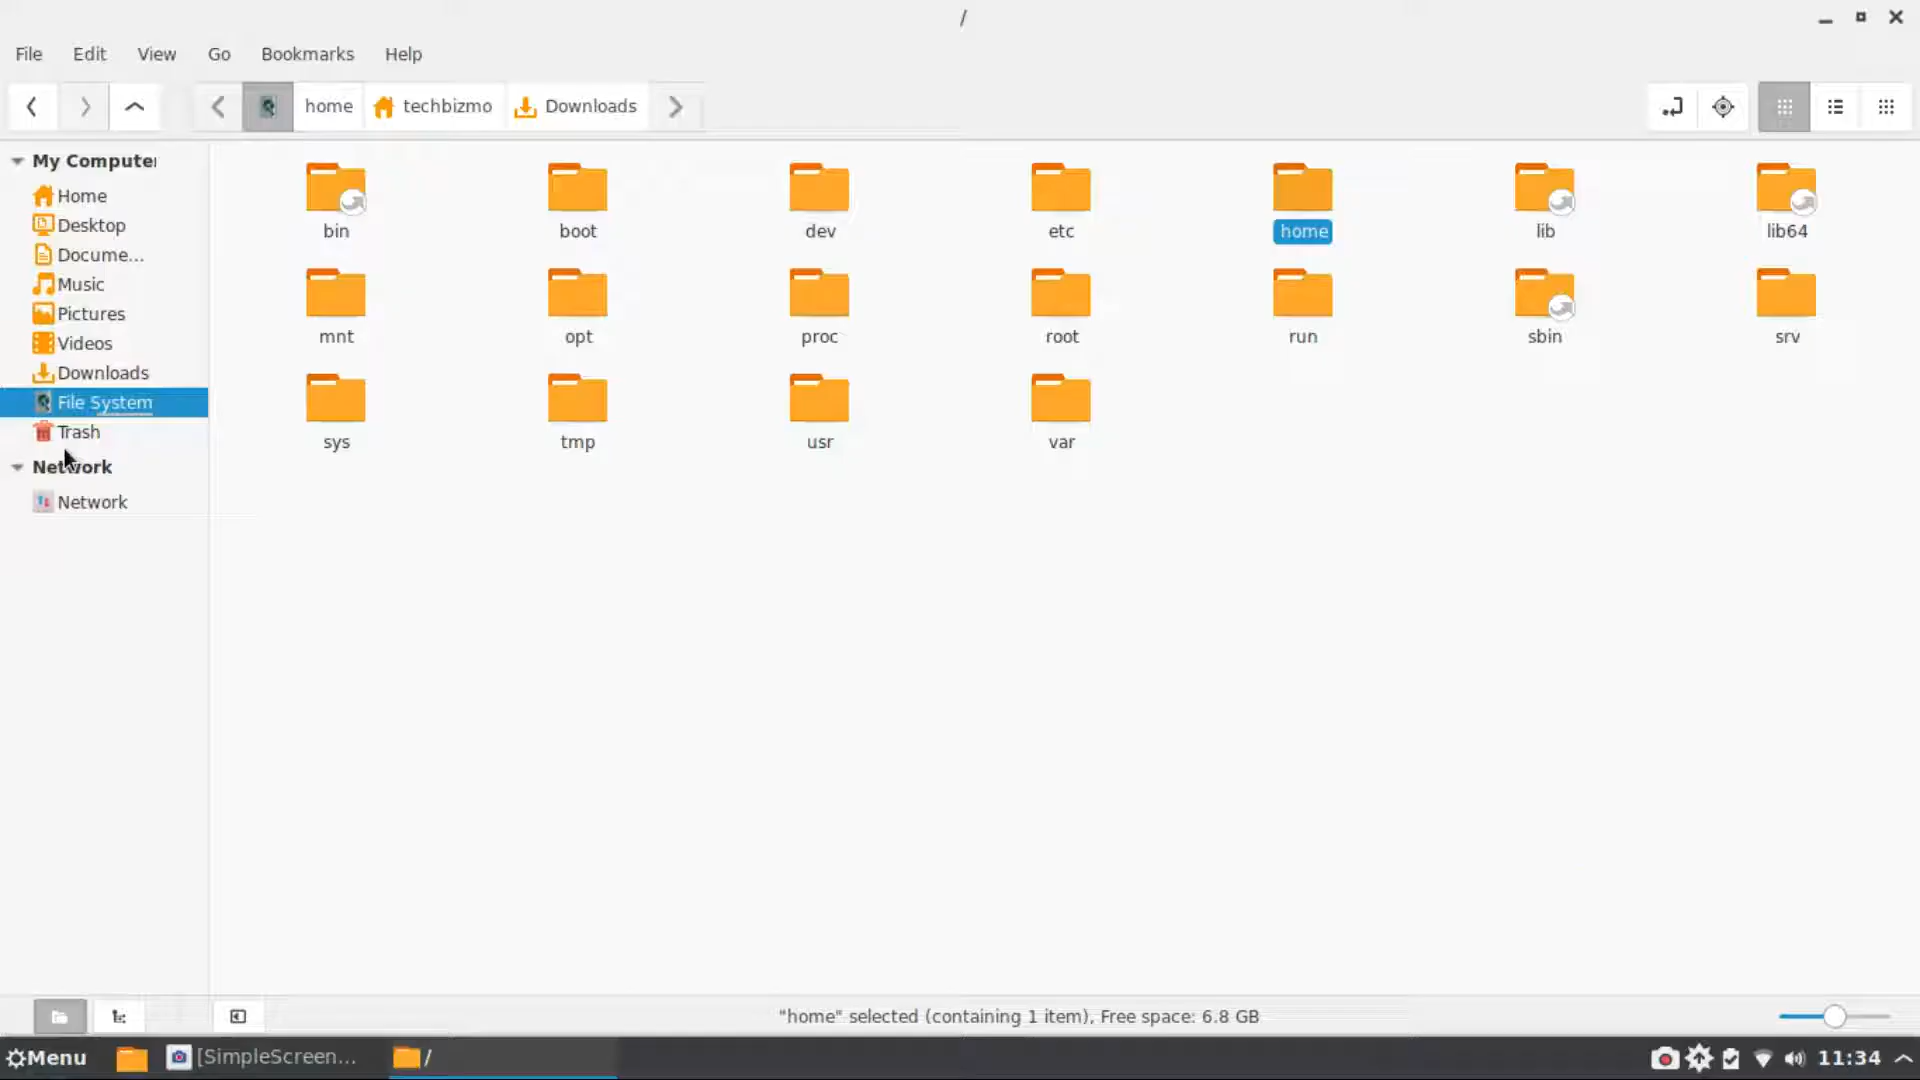 /
File Edit View Go Bookmarks Help
home techbizmo Downloads
My Computer
Home
Desktop
Docume...
Music
Pictures
Videos
Downloads
File System
Trash
Network
Network
bin boot dev etc home lib lib64
mnt opt proc root run sbin srv
sys tmp usr var
"home" selected (containing 1 item), Free space: 6.8 GB
Menu [SimpleScreen... / 11:34